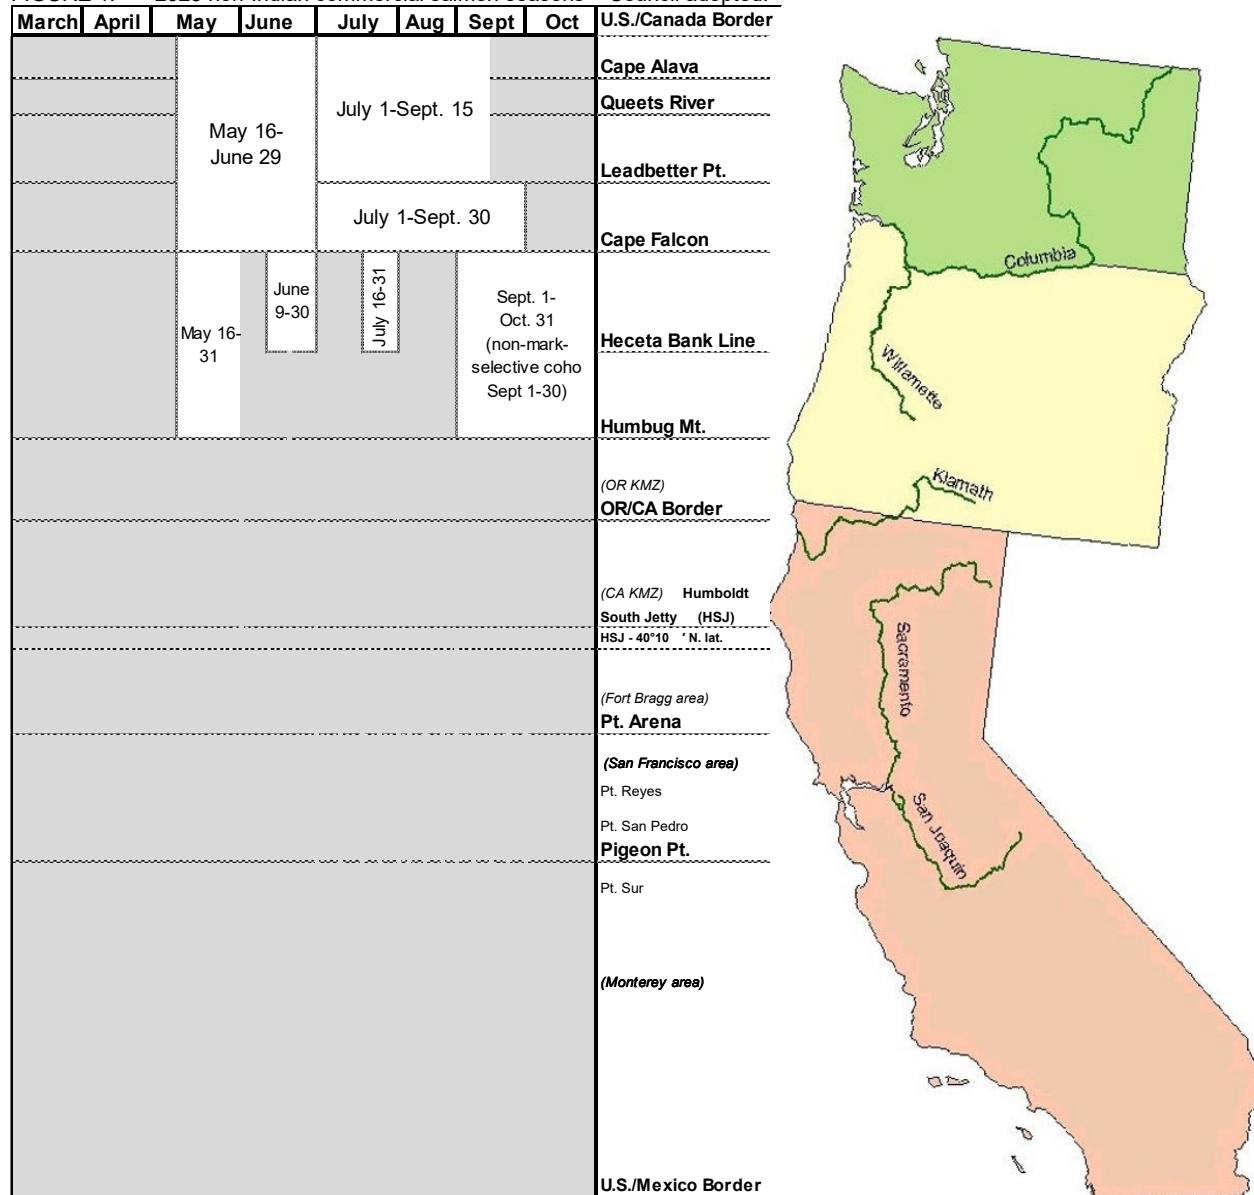 March April May June July Aug Sept Oct U.S./Canada Border
Cape Alava
Queets River
July 1-Sept. 15
May 16-
June 29
Leadbetter Pt.
July 1-Sept. 30
Cape Falcon
June
9-30
July 16-31
May 16-
31
Sept. 1-
Oct. 31
(non-mark-
selective coho
Sept 1-30)
Heceta Bank Line
Humbug Mt.
(OR KMZ)
OR/CA Border
(CA KMZ) Humboldt
South Jetty (HSJ)
HSJ - 40°10 ′ N. lat.
(Fort Bragg area)
Pt. Arena
(San Francisco area)
Pt. Reyes
Pt. San Pedro
Pigeon Pt.
Pt. Sur
(Monterey area)
U.S./Mexico Border
Columbia
Willamette
Klamath
Sacramento
San Joaquin